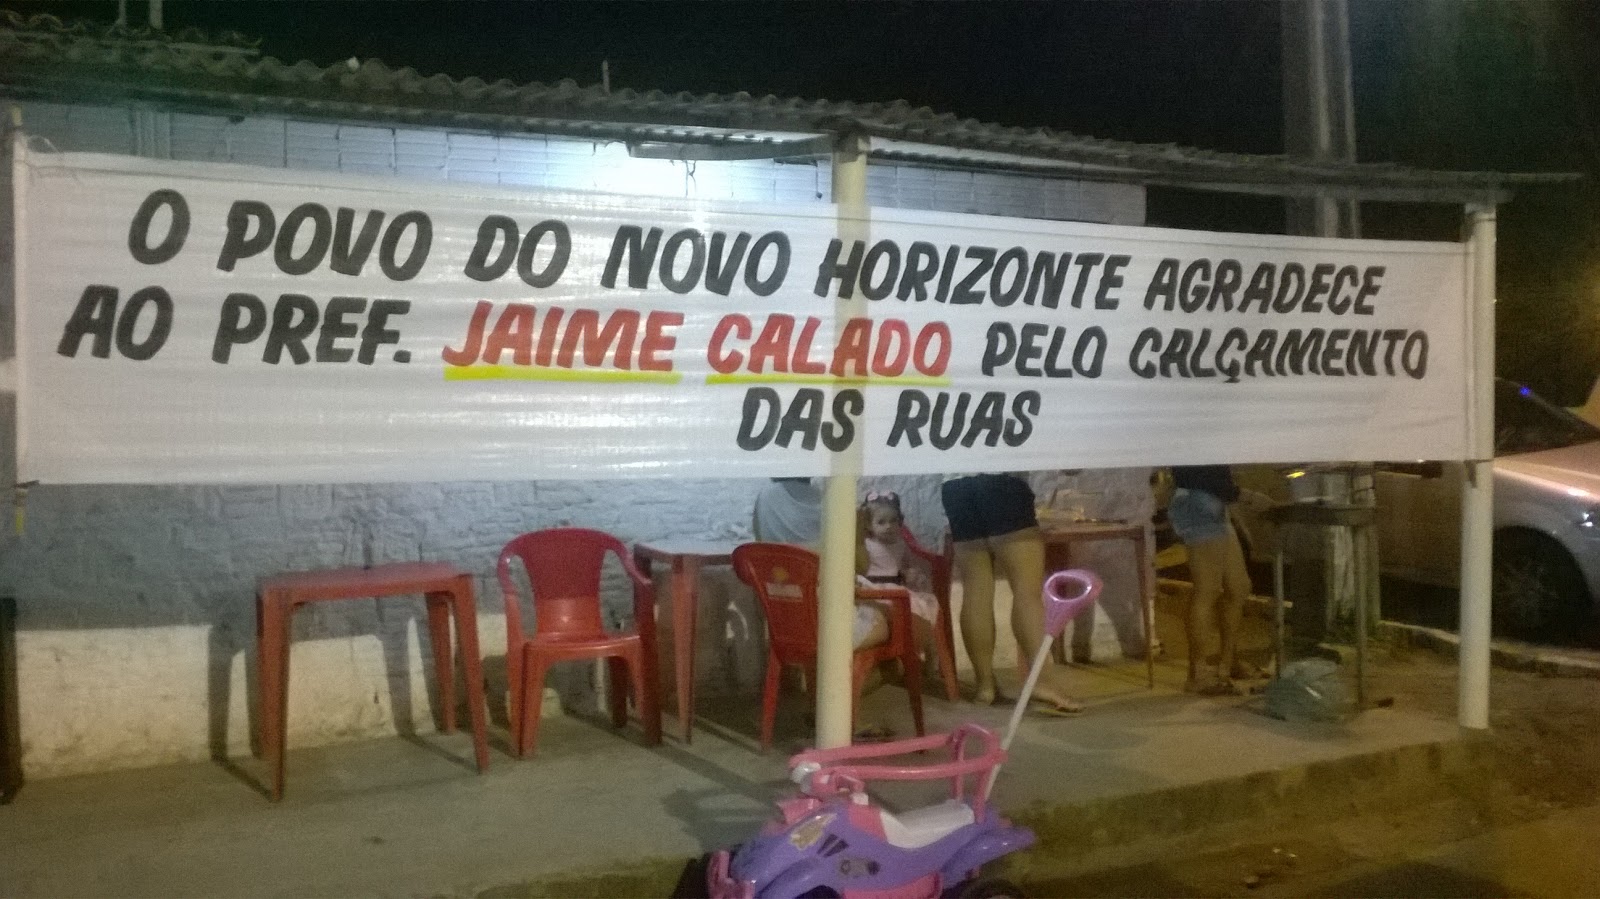 O POVO DO NOVO HORIZONTE AGRADECE
AO PREF. JAIME CALADO PELO CALÇAMENTO
DAS RUAS